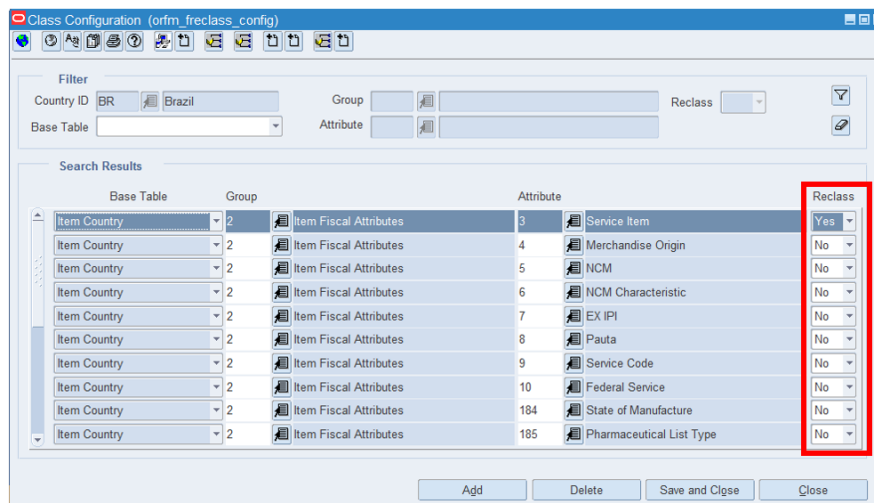 Class Configuration (orfm_freclass_config)
Filter
Country ID BR Brazil Group Reclass
Base Table Attribute
Search Results
Base Table Group Attribute Reclass
Item Country 2 Item Fiscal Attributes 3 Service Item Yes
Item Country 2 Item Fiscal Attributes 4 Merchandise Origin No
Item Country 2 Item Fiscal Attributes 5 NCM No
Item Country 2 Item Fiscal Attributes 6 NCM Characteristic No
Item Country 2 Item Fiscal Attributes 7 EX IPI No
Item Country 2 Item Fiscal Attributes 8 Pauta No
Item Country 2 Item Fiscal Attributes 9 Service Code No
Item Country 2 Item Fiscal Attributes 10 Federal Service No
Item Country 2 Item Fiscal Attributes 184 State of Manufacture No
Item Country 2 Item Fiscal Attributes 185 Pharmaceutical List Type No
Add Delete Save and Close Close